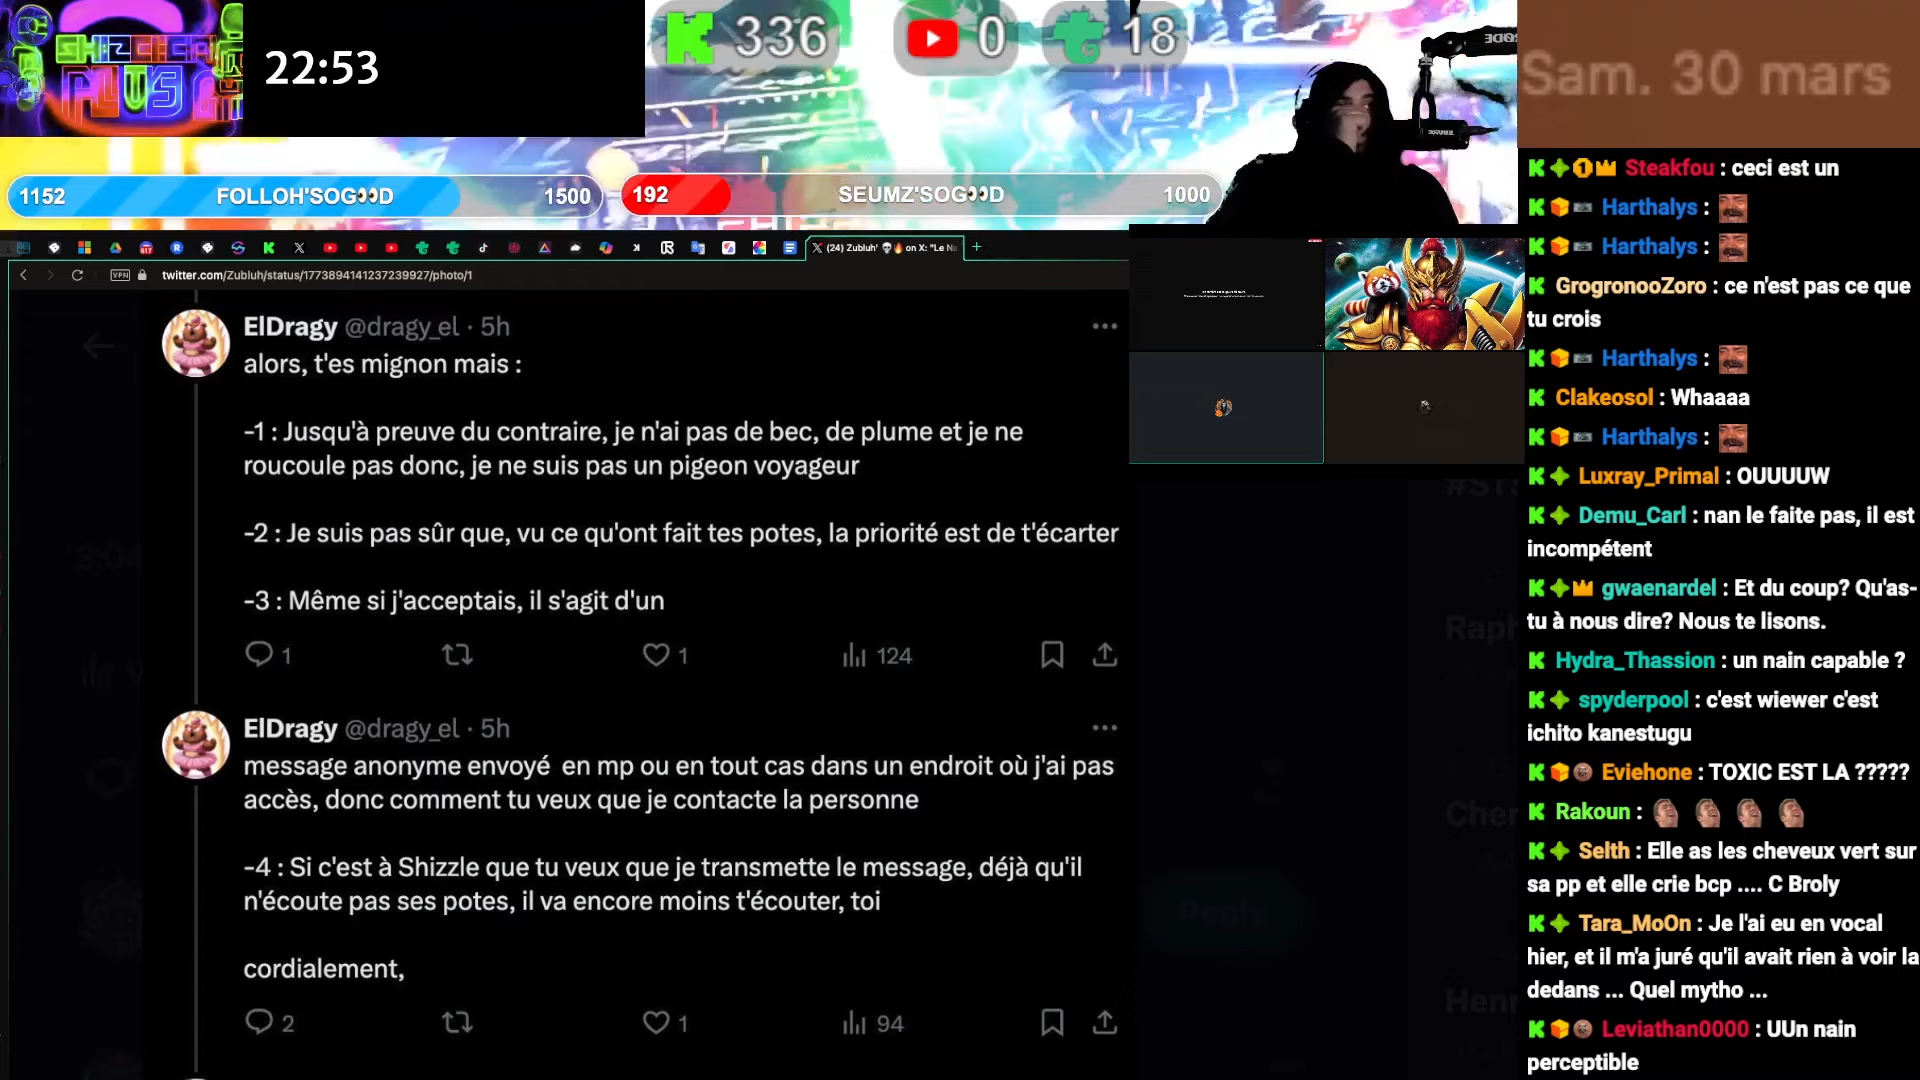 SHIZCICA
PLUS
22:53
336
0
18
Sam. 30 mars
1152
FOLLOH'SOG👀D
1500
192
SEUMZ'SOG👀D
1000
(24) Zubluh' 💀🔥 on X: "Le Na
twitter.com/Zubluh/status/1773894141237239927/photo/1
VPN
ElDragy @dragy_el · 5h
alors, t'es mignon mais :
-1 : Jusqu'à preuve du contraire, je n'ai pas de bec, de plume et je ne
roucoule pas donc, je ne suis pas un pigeon voyageur
-2 : Je suis pas sûr que, vu ce qu'ont fait tes potes, la priorité est de t'écarter
-3 : Même si j'acceptais, il s'agit d'un
1
1
124
ElDragy @dragy_el · 5h
message anonyme envoyé  en mp ou en tout cas dans un endroit où j'ai pas
accès, donc comment tu veux que je contacte la personne
-4 : Si c'est à Shizzle que tu veux que je transmette le message, déjà qu'il
n'écoute pas ses potes, il va encore moins t'écouter, toi
cordialement,
2
1
94
Reply
Steakfou : ceci est un
Harthalys :
Harthalys :
GrogronooZoro : ce n'est pas ce que
tu crois
Harthalys :
Clakeosol : Whaaaa
Harthalys :
Luxray_Primal : OUUUUW
Demu_Carl : nan le faite pas, il est
incompétent
gwaenardel : Et du coup? Qu'as-
tu à nous dire? Nous te lisons.
Hydra_Thassion : un nain capable ?
spyderpool : c'est wiewer c'est
ichito kanestugu
Eviehone : TOXIC EST LA ?????
Rakoun :
Selth : Elle as les cheveux vert sur
sa pp et elle crie bcp .... C Broly
Tara_MoOn : Je l'ai eu en vocal
hier, et il m'a juré qu'il avait rien à voir la
dedans ... Quel mytho ...
Leviathan0000 : UUn nain
perceptible